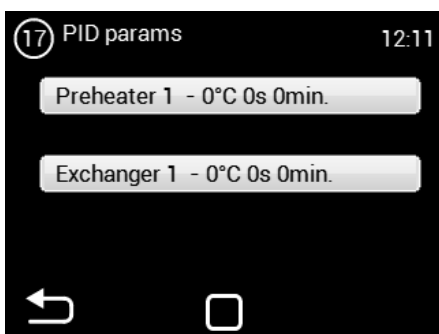 17 PID params 12:11
Preheater 1 - 0°C 0s 0min.
Exchanger 1 - 0°C 0s 0min.